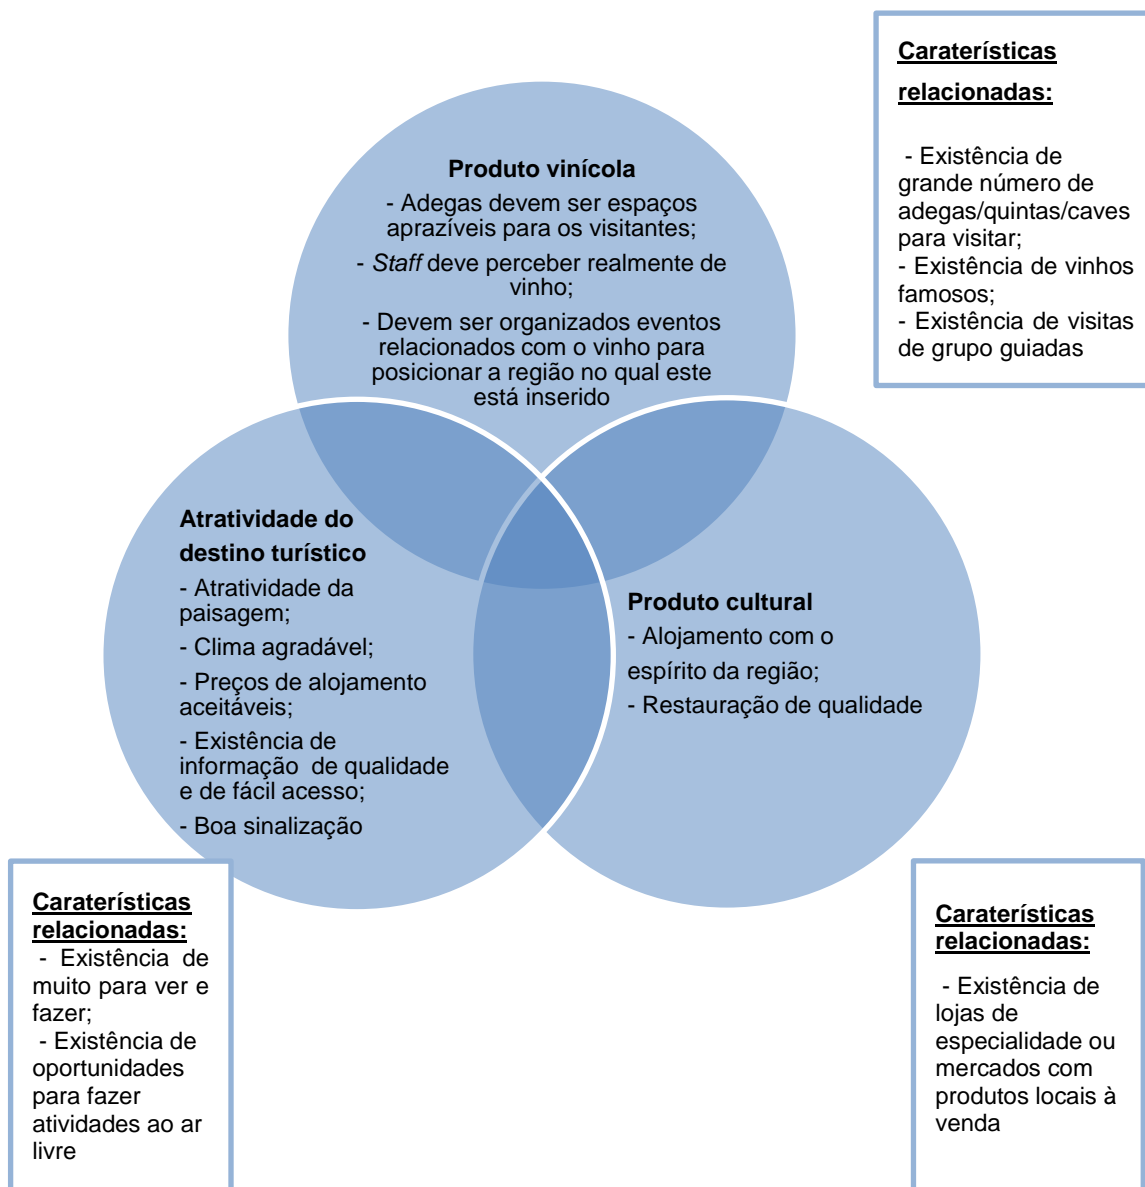 Produto vinícola
- Adegas devem ser espaços
aprazíveis para os visitantes;
- Staff deve perceber realmente de
vinho;
- Devem ser organizados eventos
relacionados com o vinho para
posicionar a região no qual este
está inserido
Caraterísticas
relacionadas:
- Existência de
grande número de
adegas/quintas/caves
para visitar;
- Existência de vinhos
famosos;
- Existência de visitas
de grupo guiadas
Atratividade do
destino turístico
- Atratividade da
paisagem;
- Clima agradável;
- Preços de alojamento
aceitáveis;
- Existência de
informação de qualidade
e de fácil acesso;
- Boa sinalização
Produto cultural
- Alojamento com o
espírito da região;
- Restauração de qualidade
Caraterísticas
relacionadas:
- Existência de
muito para ver e
fazer;
- Existência de
oportunidades
para fazer
atividades ao ar
livre
Caraterísticas
relacionadas:
- Existência de
lojas de
especialidade ou
mercados com
produtos locais à
venda